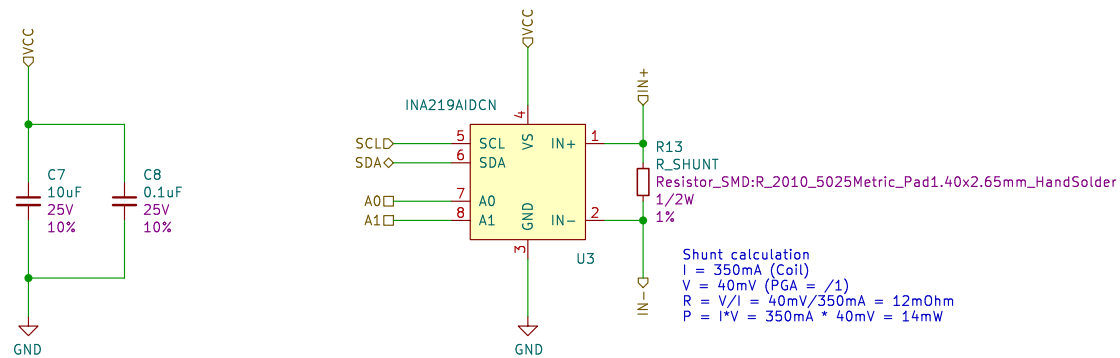 VCC
C7
10uF
25V
10%
C8
0.1uF
25V
10%
GND
VCC
INA219AIDCN
4
VS
SCL
5
SCL
SDA
6
SDA
A0
7
A0
A1
8
A1
IN+
1
IN-
2
GND
3
U3
GND
IN+
R13
R_SHUNT
Resistor_SMD:R_2010_5025Metric_Pad1.40x2.65mm_HandSolder
1/2W
1%
IN-
Shunt calculation
I = 350mA (Coil)
V = 40mV (PGA = /1)
R = V/I = 40mV/350mA = 12mOhm
P = I*V = 350mA * 40mV = 14mW